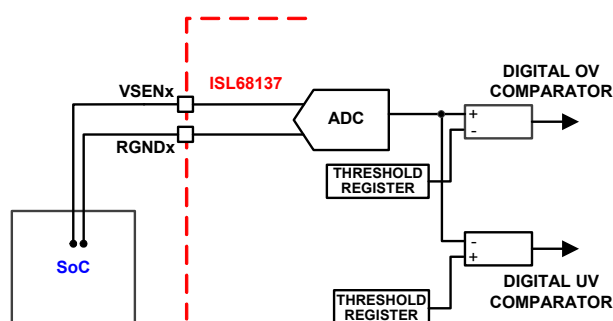 VSENx
ISL68137
DIGITAL OV
COMPARATOR
ADC
+
-
RGNDx
THRESHOLD
REGISTER
SoC
-
+
DIGITAL UV
COMPARATOR
THRESHOLD
REGISTER